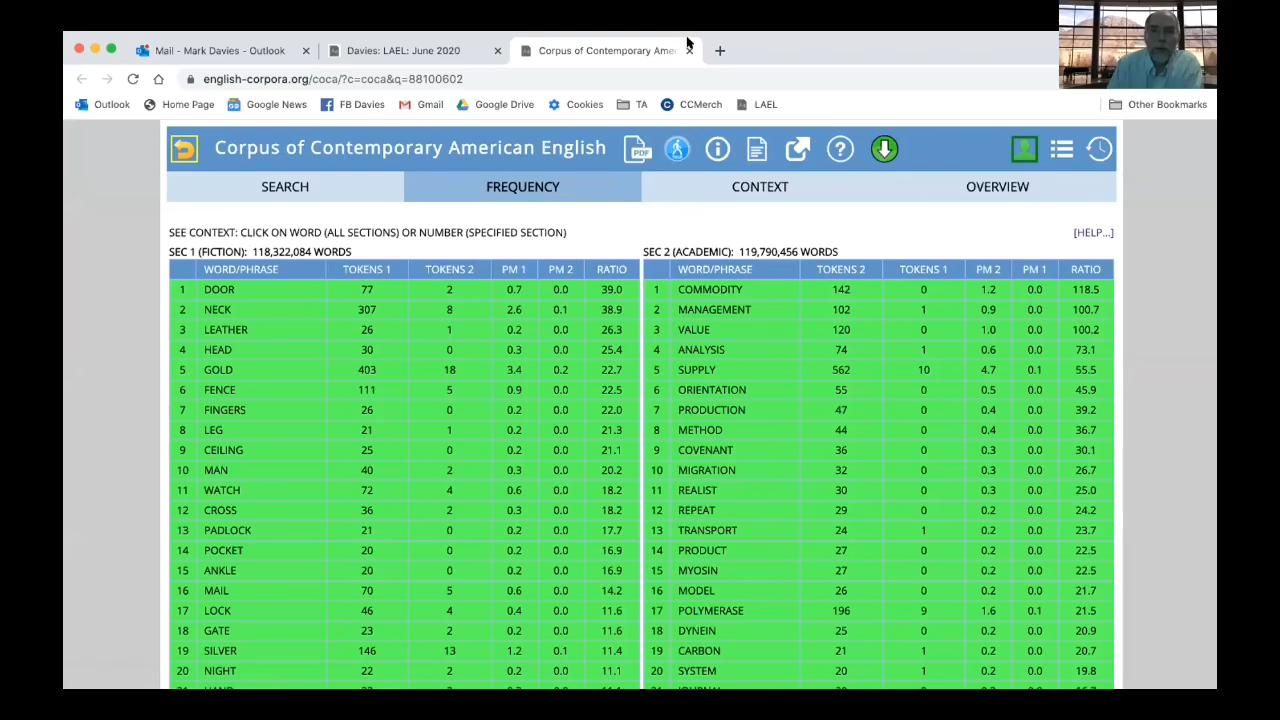 Mail - Mark Davies - Outlook
Davies: LAEL: June 2020
Corpus of Contemporary Ame
english-corpora.org/coca/?c=coca&q=88100602
Outlook Home Page Google News FB Davies Gmail Google Drive Cookies TA CCMerch LAEL Other Bookmarks
Corpus of Contemporary American English PDF
SEARCH FREQUENCY CONTEXT OVERVIEW
SEE CONTEXT: CLICK ON WORD (ALL SECTIONS) OR NUMBER (SPECIFIED SECTION) [HELP...]
SEC 1 (FICTION): 118,322,084 WORDS
WORD/PHRASE TOKENS 1 TOKENS 2 PM 1 PM 2 RATIO
1 DOOR 77 2 0.7 0.0 39.0
2 NECK 307 8 2.6 0.1 38.9
3 LEATHER 26 1 0.2 0.0 26.3
4 HEAD 30 0 0.3 0.0 25.4
5 GOLD 403 18 3.4 0.2 22.7
6 FENCE 111 5 0.9 0.0 22.5
7 FINGERS 26 0 0.2 0.0 22.0
8 LEG 21 1 0.2 0.0 21.3
9 CEILING 25 0 0.2 0.0 21.1
10 MAN 40 2 0.3 0.0 20.2
11 WATCH 72 4 0.6 0.0 18.2
12 CROSS 36 2 0.3 0.0 18.2
13 PADLOCK 21 0 0.2 0.0 17.7
14 POCKET 20 0 0.2 0.0 16.9
15 ANKLE 20 0 0.2 0.0 16.9
16 MAIL 70 5 0.6 0.0 14.2
17 LOCK 46 4 0.4 0.0 11.6
18 GATE 23 2 0.2 0.0 11.6
19 SILVER 146 13 1.2 0.1 11.4
20 NIGHT 22 2 0.2 0.0 11.1
SEC 2 (ACADEMIC): 119,790,456 WORDS
WORD/PHRASE TOKENS 2 TOKENS 1 PM 2 PM 1 RATIO
1 COMMODITY 142 0 1.2 0.0 118.5
2 MANAGEMENT 102 1 0.9 0.0 100.7
3 VALUE 120 0 1.0 0.0 100.2
4 ANALYSIS 74 1 0.6 0.0 73.1
5 SUPPLY 562 10 4.7 0.1 55.5
6 ORIENTATION 55 0 0.5 0.0 45.9
7 PRODUCTION 47 0 0.4 0.0 39.2
8 METHOD 44 0 0.4 0.0 36.7
9 COVENANT 36 0 0.3 0.0 30.1
10 MIGRATION 32 0 0.3 0.0 26.7
11 REALIST 30 0 0.3 0.0 25.0
12 REPEAT 29 0 0.2 0.0 24.2
13 TRANSPORT 24 1 0.2 0.0 23.7
14 PRODUCT 27 0 0.2 0.0 22.5
15 MYOSIN 27 0 0.2 0.0 22.5
16 MODEL 26 0 0.2 0.0 21.7
17 POLYMERASE 196 9 1.6 0.1 21.5
18 DYNEIN 25 0 0.2 0.0 20.9
19 CARBON 21 1 0.2 0.0 20.7
20 SYSTEM 20 1 0.2 0.0 19.8